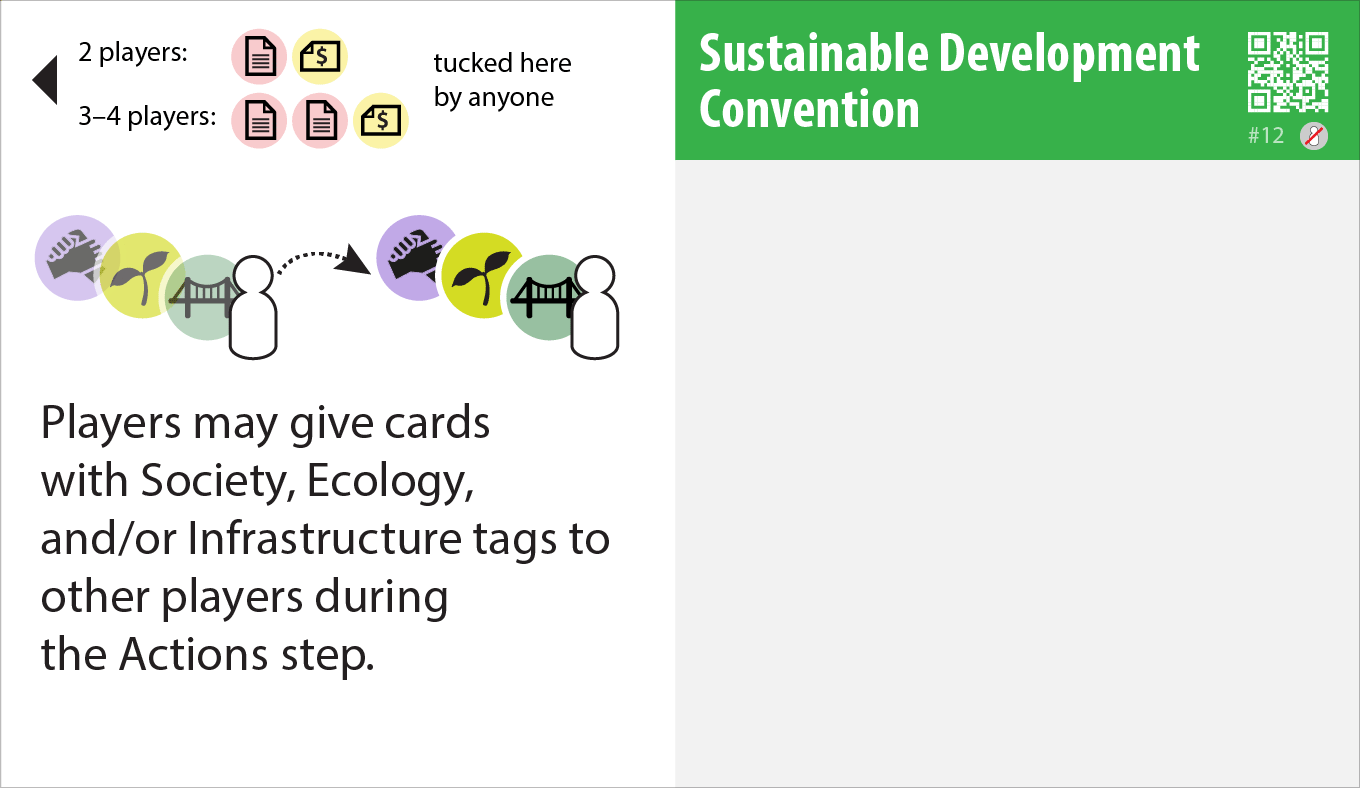 2 players:
3–4 players:
tucked here
by anyone
Players may give cards
with Society, Ecology,
and/or Infrastructure tags to
other players during
the Actions step.
Sustainable Development
Convention
#12